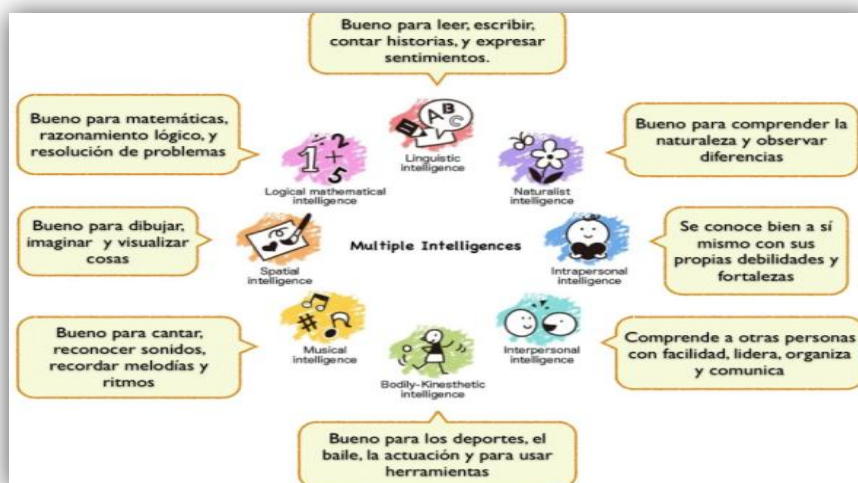 Bueno para leer, escribir,
contar historias, y expresar
sentimientos.
Bueno para matemáticas,
razonamiento lógico, y
resolución de problemas
Linguistic
intelligence
Bueno para comprender la
naturaleza y observar
diferencias
Logical mathematical
intelligence
Naturalist
intelligence
Bueno para dibujar,
imaginar y visualizar
cosas
Spatial
intelligence
Multiple Intelligences
Intrapersonal
intelligence
Se conoce bien a sí
mismo con sus
propias debilidades y
fortalezas
Bueno para cantar,
reconocer sonidos,
recordar melodías y
ritmos
Musical
intelligence
Bodily-Kinesthetic
intelligence
Interpersonal
intelligence
Comprende a otras personas
con facilidad, lidera, organiza
y comunica
Bueno para los deportes, el
baile, la actuación y para usar
herramientas
1 2
+
5
A B
C